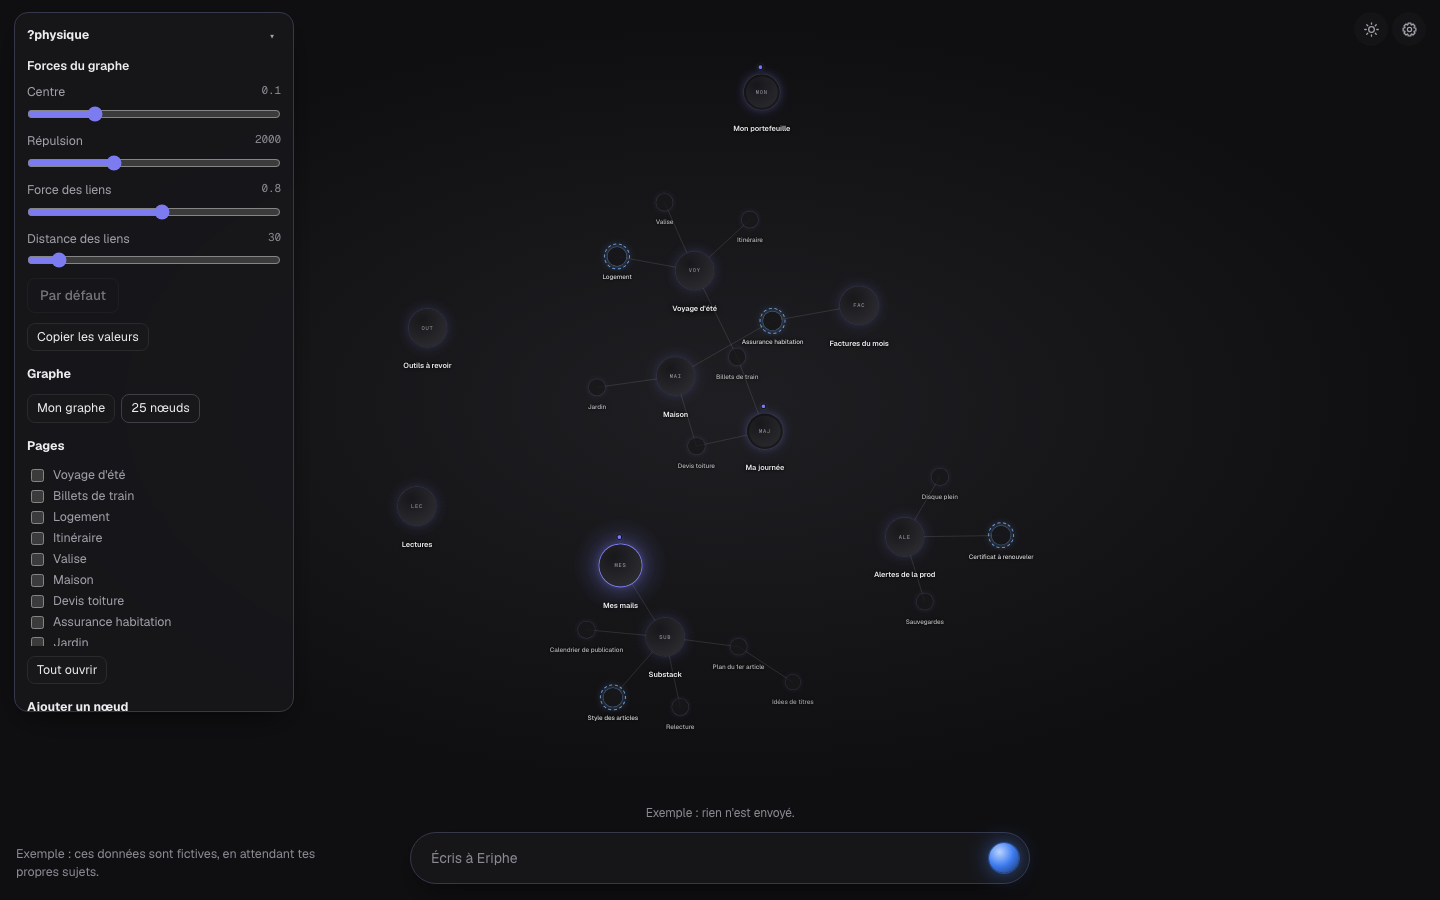 ?physique
Forces du graphe
Centre 0.1
Répulsion 2000
Force des liens 0.8
Distance des liens 30
Par défaut
Copier les valeurs
Graphe
Mon graphe 25 nœuds
Pages
Voyage d'été
Billets de train
Logement
Itinéraire
Valise
Maison
Devis toiture
Assurance habitation
Jardin
Tout ouvrir
Ajouter un nœud
MON
Mon portefeuille
Valise
Itinéraire
Logement
VOY
Voyage d'été
FAC
Factures du mois
Assurance habitation
OUT
Outils à revoir
Billets de train
MAI
Maison
Jardin
MAJ
Ma journée
Devis toiture
LEC
Lectures
Disque plein
ALE
Alertes de la prod
Certificat à renouveler
Sauvegardes
MES
Mes mails
SUB
Substack
Calendrier de publication
Plan du 1er article
Idées de titres
Style des articles
Relecture
Exemple : rien n'est envoyé.
Écris à Eriphe
Exemple : ces données sont fictives, en attendant tes
propres sujets.